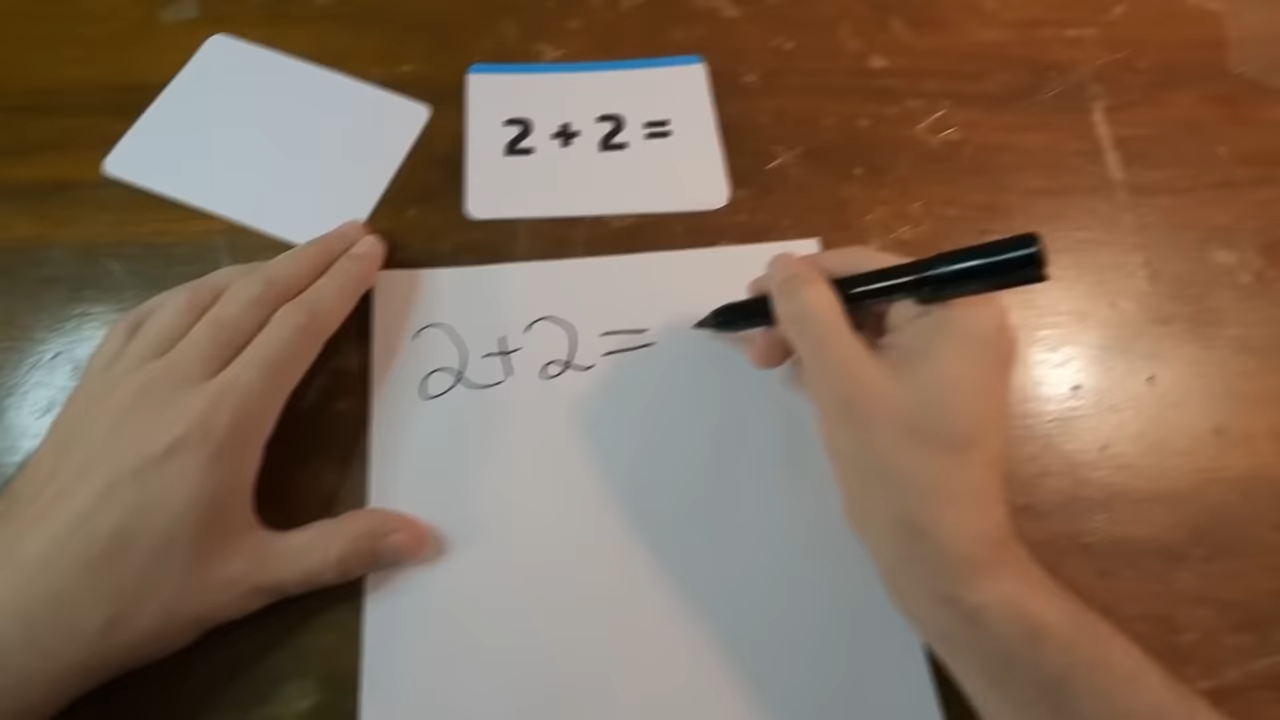 2 + 2 =
2+2=